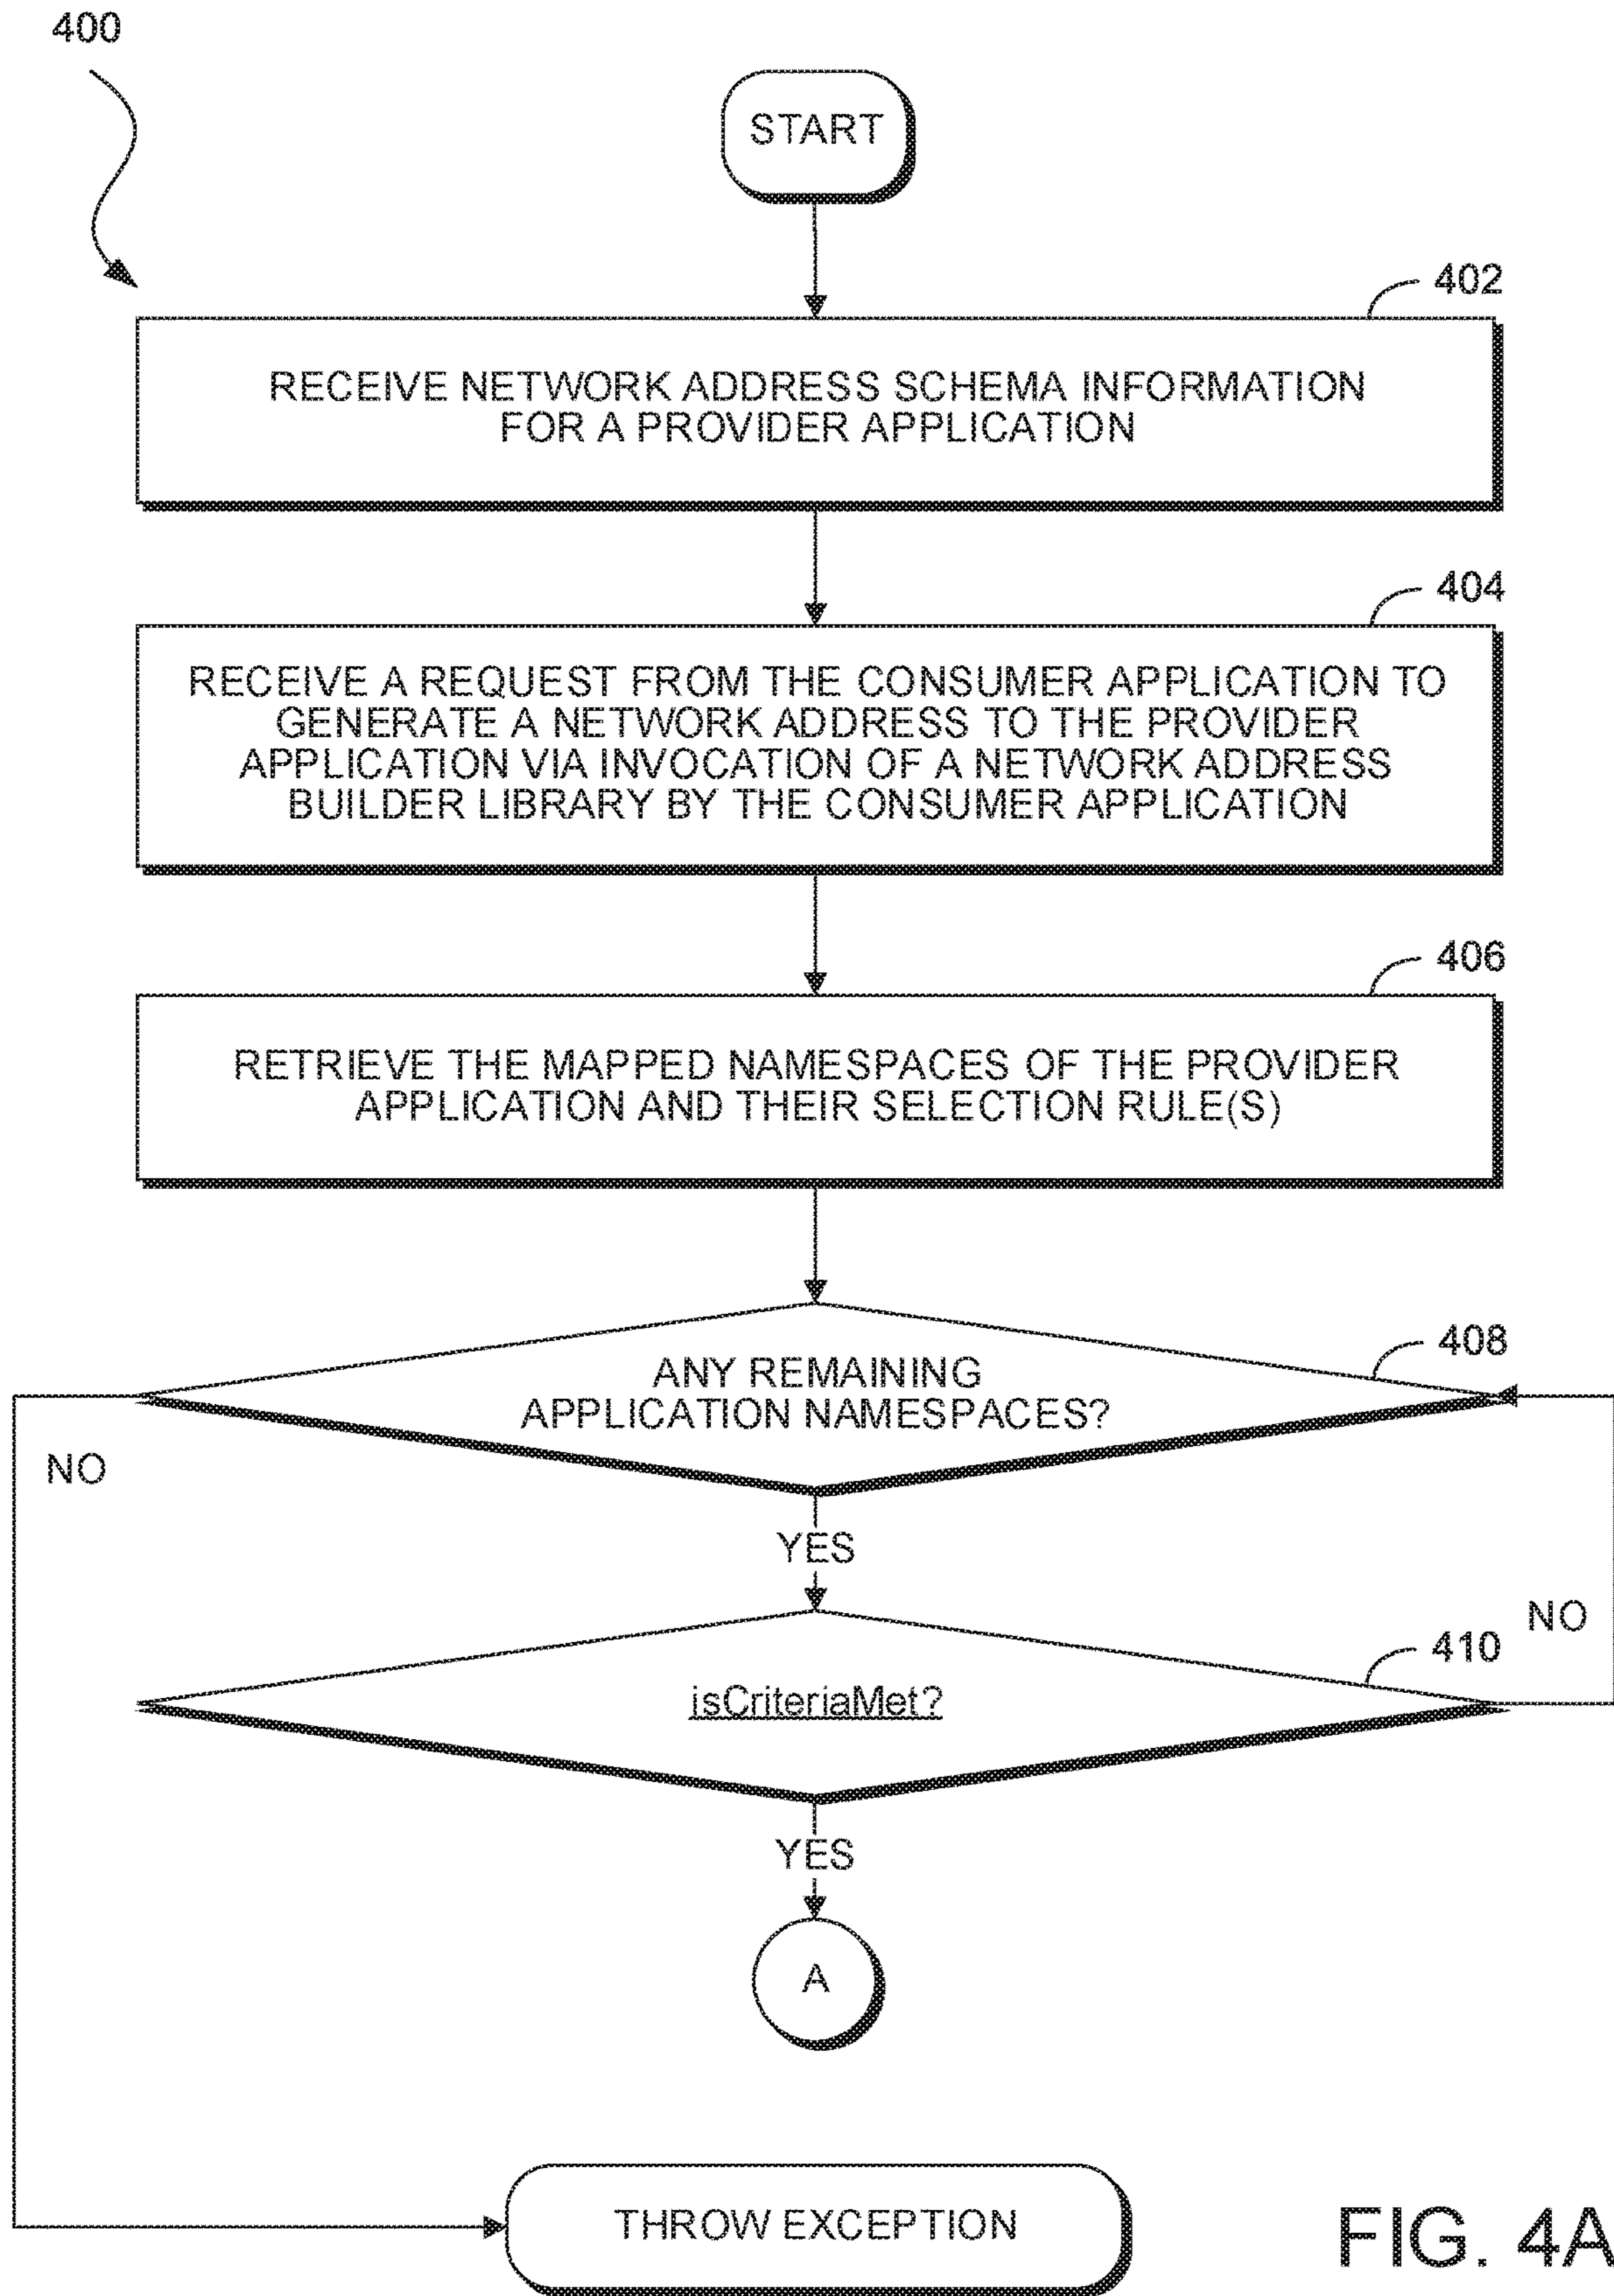 400
START
402
RECEIVE NETWORK ADDRESS SCHEMA INFORMATION
FOR A PROVIDER APPLICATION
404
RECEIVE A REQUEST FROM THE CONSUMER APPLICATION TO
GENERATE A NETWORK ADDRESS TO THE PROVIDER
APPLICATION VIA INVOCATION OF A NETWORK ADDRESS
BUILDER LIBRARY BY THE CONSUMER APPLICATION
406
RETRIEVE THE MAPPED NAMESPACES OF THE PROVIDER
APPLICATION AND THEIR SELECTION RULE(S)
408
ANY REMAINING
APPLICATION NAMESPACES?
NO
YES
NO
410
isCriteriaMet?
YES
A
THROW EXCEPTION
FIG. 4A